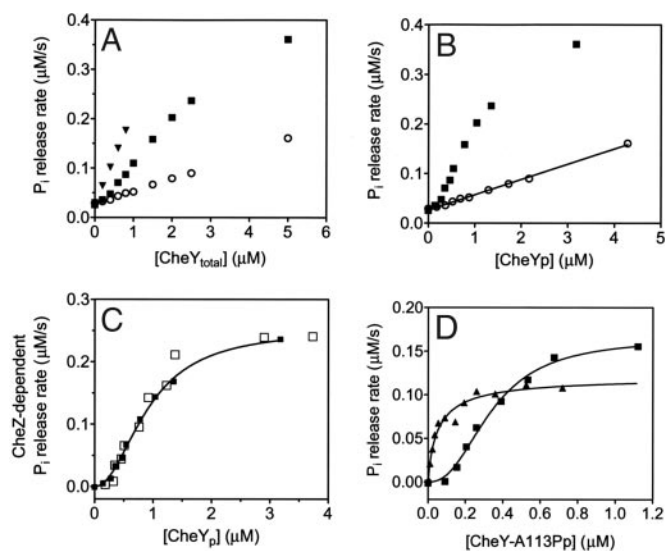 A
P_i release rate (µM/s)
0.4
0.3
0.2
0.1
0.0
0 1 2 3 4 5 6
[CheY_total] (µM)
B
P_i release rate (µM/s)
0.4
0.3
0.2
0.1
0.0
0 1 2 3 4 5
[CheYp] (µM)
C
CheZ-dependent
P_i release rate (µM/s)
0.3
0.2
0.1
0.0
0 1 2 3 4
[CheY_p] (µM)
D
0.20
0.15
0.10
0.05
0.00
0.0 0.2 0.4 0.6 0.8 1.0 1.2
[CheY-A113Pp] (µM)